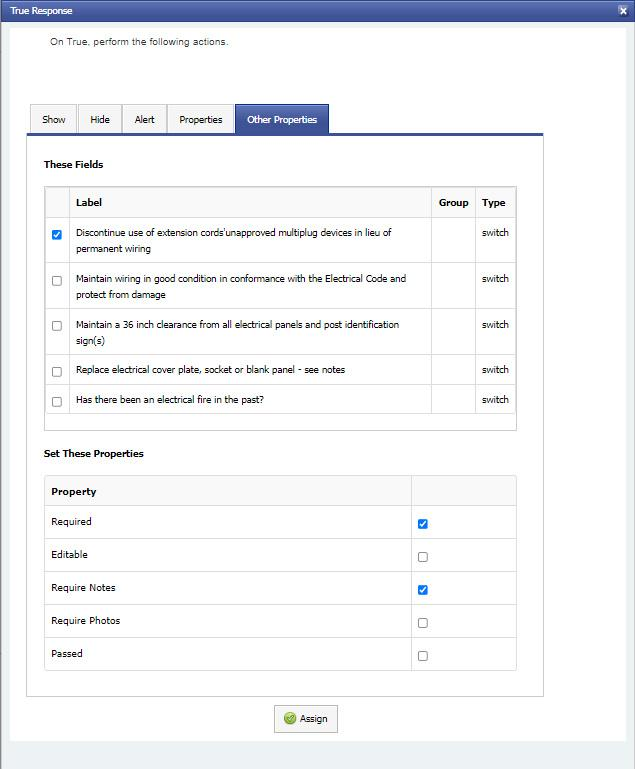 True Response
On True, perform the following actions.
Show Hide Alert Properties Other Properties
These Fields
Label Group Type
Discontinue use of extension cords'unapproved multiplug devices in lieu of switch
permanent wiring
Maintain wiring in good condition in conformance with the Electrical Code and switch
protect from damage
Maintain a 36 inch clearance from all electrical panels and post identification switch
sign(s)
Replace electrical cover plate, socket or blank panel - see notes switch
Has there been an electrical fire in the past? switch
Set These Properties
Property
Required
Editable
Require Notes
Require Photos
Passed
Assign